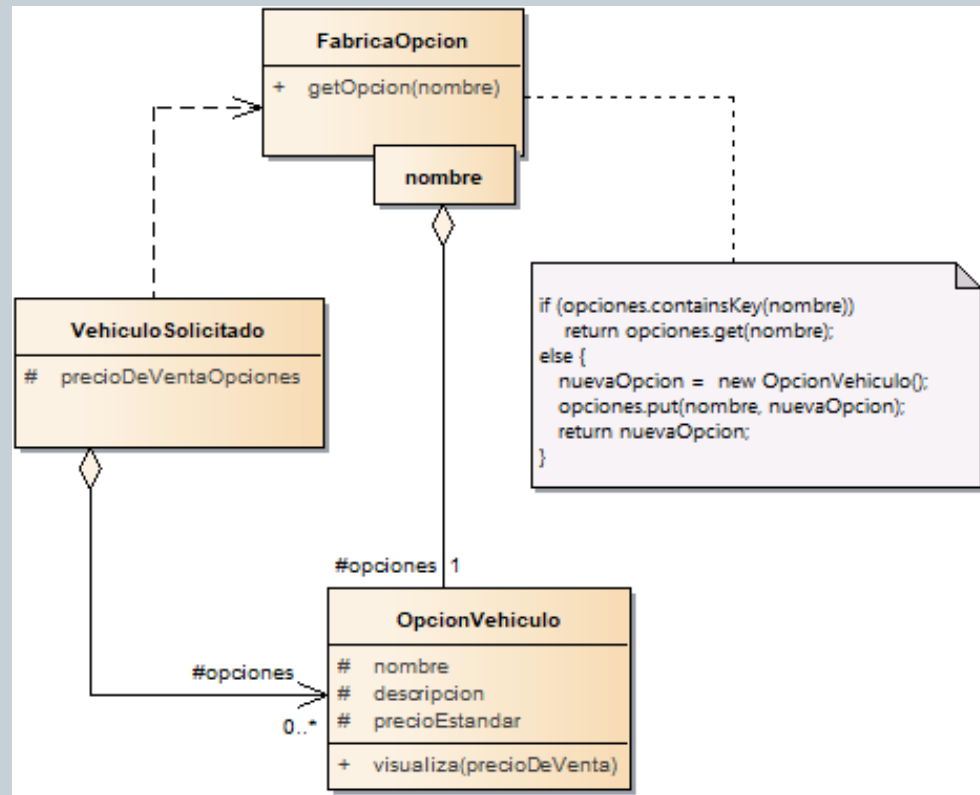 FabricaOpcion
+ getOpcion(nombre)
nombre
VehiculoSolicitado
# precioDeVentaOpciones
if (opciones.containsKey(nombre))
return opciones.get(nombre);
else {
nuevaOpcion = new OpcionVehiculo();
opciones.put(nombre, nuevaOpcion);
return nuevaOpcion;
}
#opciones 1
#opciones
0..*
OpcionVehiculo
# nombre
# descripcion
# precioEstandar
+ visualiza(precioDeVenta)